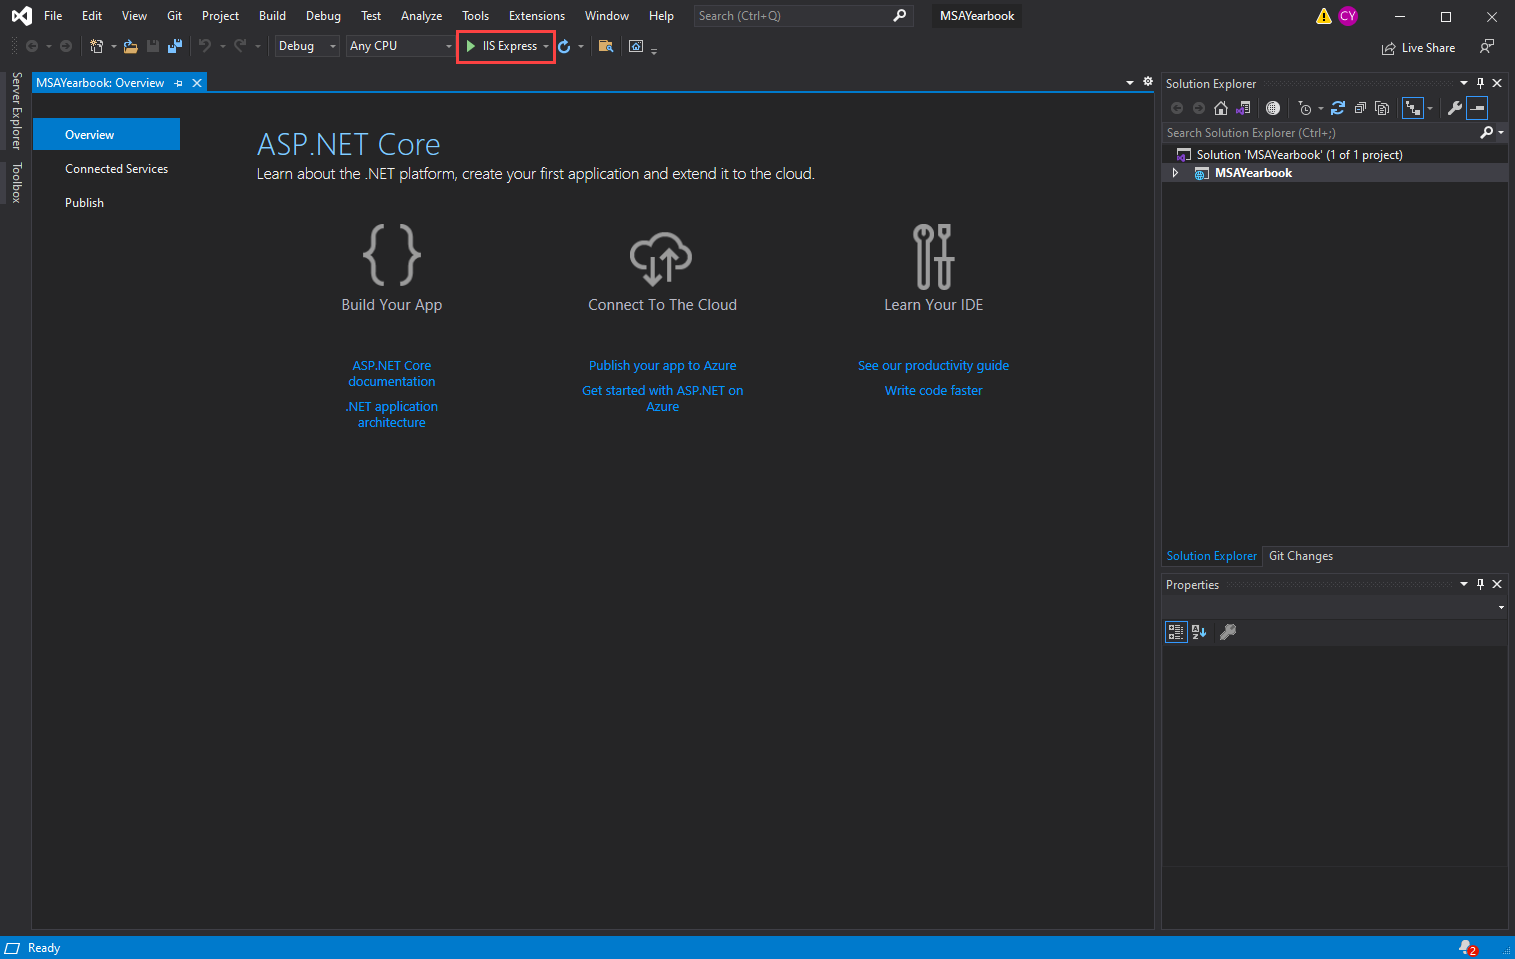 File Edit View Git Project Build Debug Test Analyze Tools Extensions Window Help Search (Ctrl+Q) MSAYearbook CY
Debug Any CPU IIS Express Live Share
Server Explorer
Toolbox
MSAYearbook: Overview
Overview
Connected Services
Publish
ASP.NET Core
Learn about the .NET platform, create your first application and extend it to the cloud.
Build Your App
ASP.NET Core
documentation
.NET application
architecture
Connect To The Cloud
Publish your app to Azure
Get started with ASP.NET on
Azure
Learn Your IDE
See our productivity guide
Write code faster
Solution Explorer
Search Solution Explorer (Ctrl+;)
Solution 'MSAYearbook' (1 of 1 project)
MSAYearbook
Solution Explorer Git Changes
Properties
Ready 2